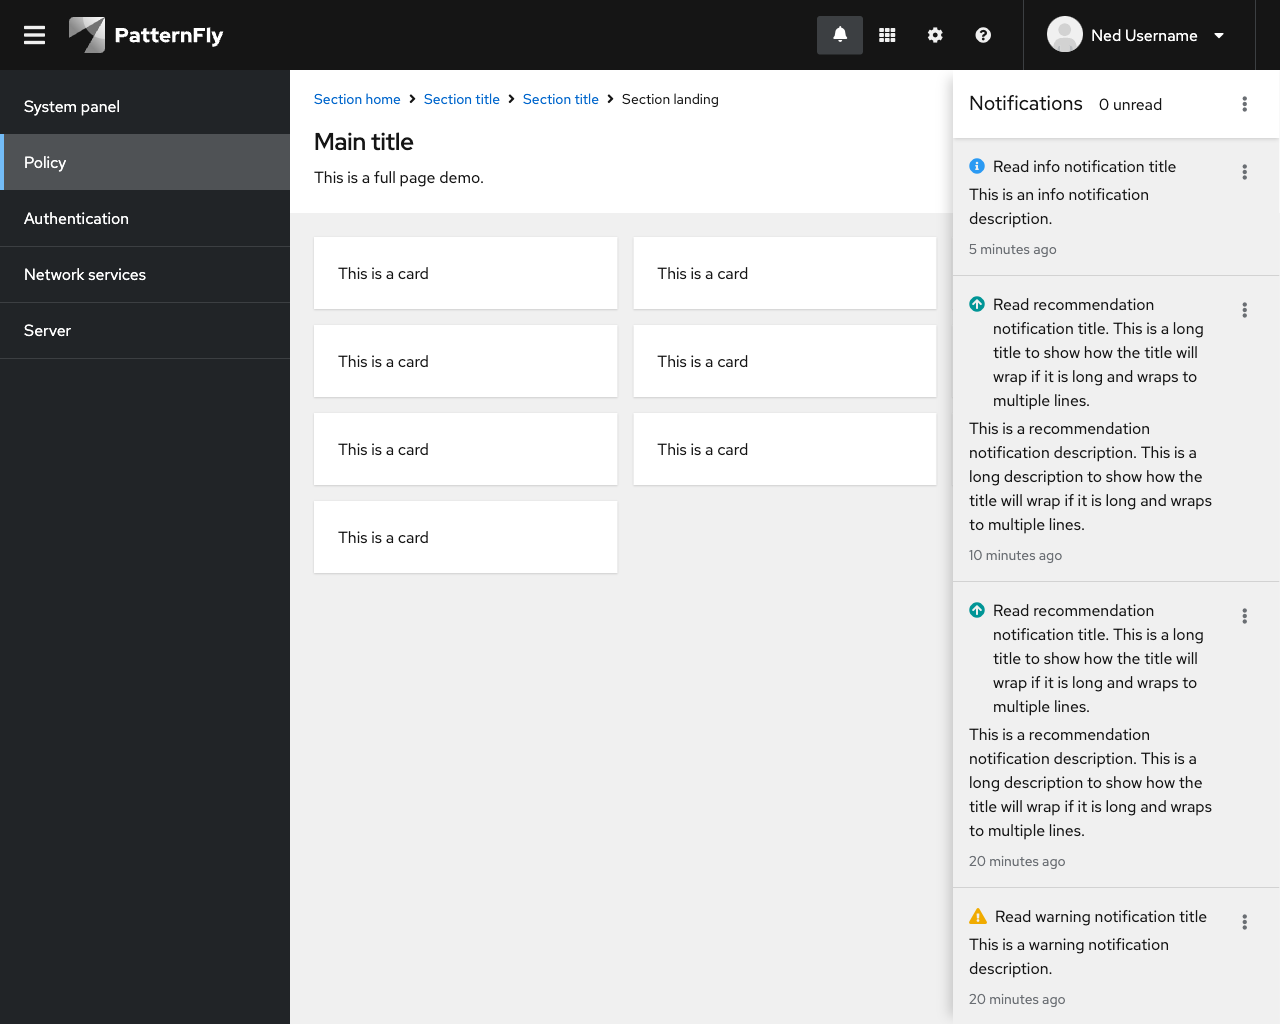 PatternFly
Ned Username
System panel
Policy
Authentication
Network services
Server
Section home > Section title > Section title > Section landing
Main title
This is a full page demo.
This is a card
This is a card
This is a card
This is a card
This is a card
This is a card
This is a card
Notifications 0 unread
Read info notification title
This is an info notification
description.
5 minutes ago
Read recommendation
notification title. This is a long
title to show how the title will
wrap if it is long and wraps to
multiple lines.
This is a recommendation
notification description. This is a
long description to show how the
title will wrap if it is long and wraps
to multiple lines.
10 minutes ago
Read recommendation
notification title. This is a long
title to show how the title will
wrap if it is long and wraps to
multiple lines.
This is a recommendation
notification description. This is a
long description to show how the
title will wrap if it is long and wraps
to multiple lines.
20 minutes ago
Read warning notification title
This is a warning notification
description.
20 minutes ago